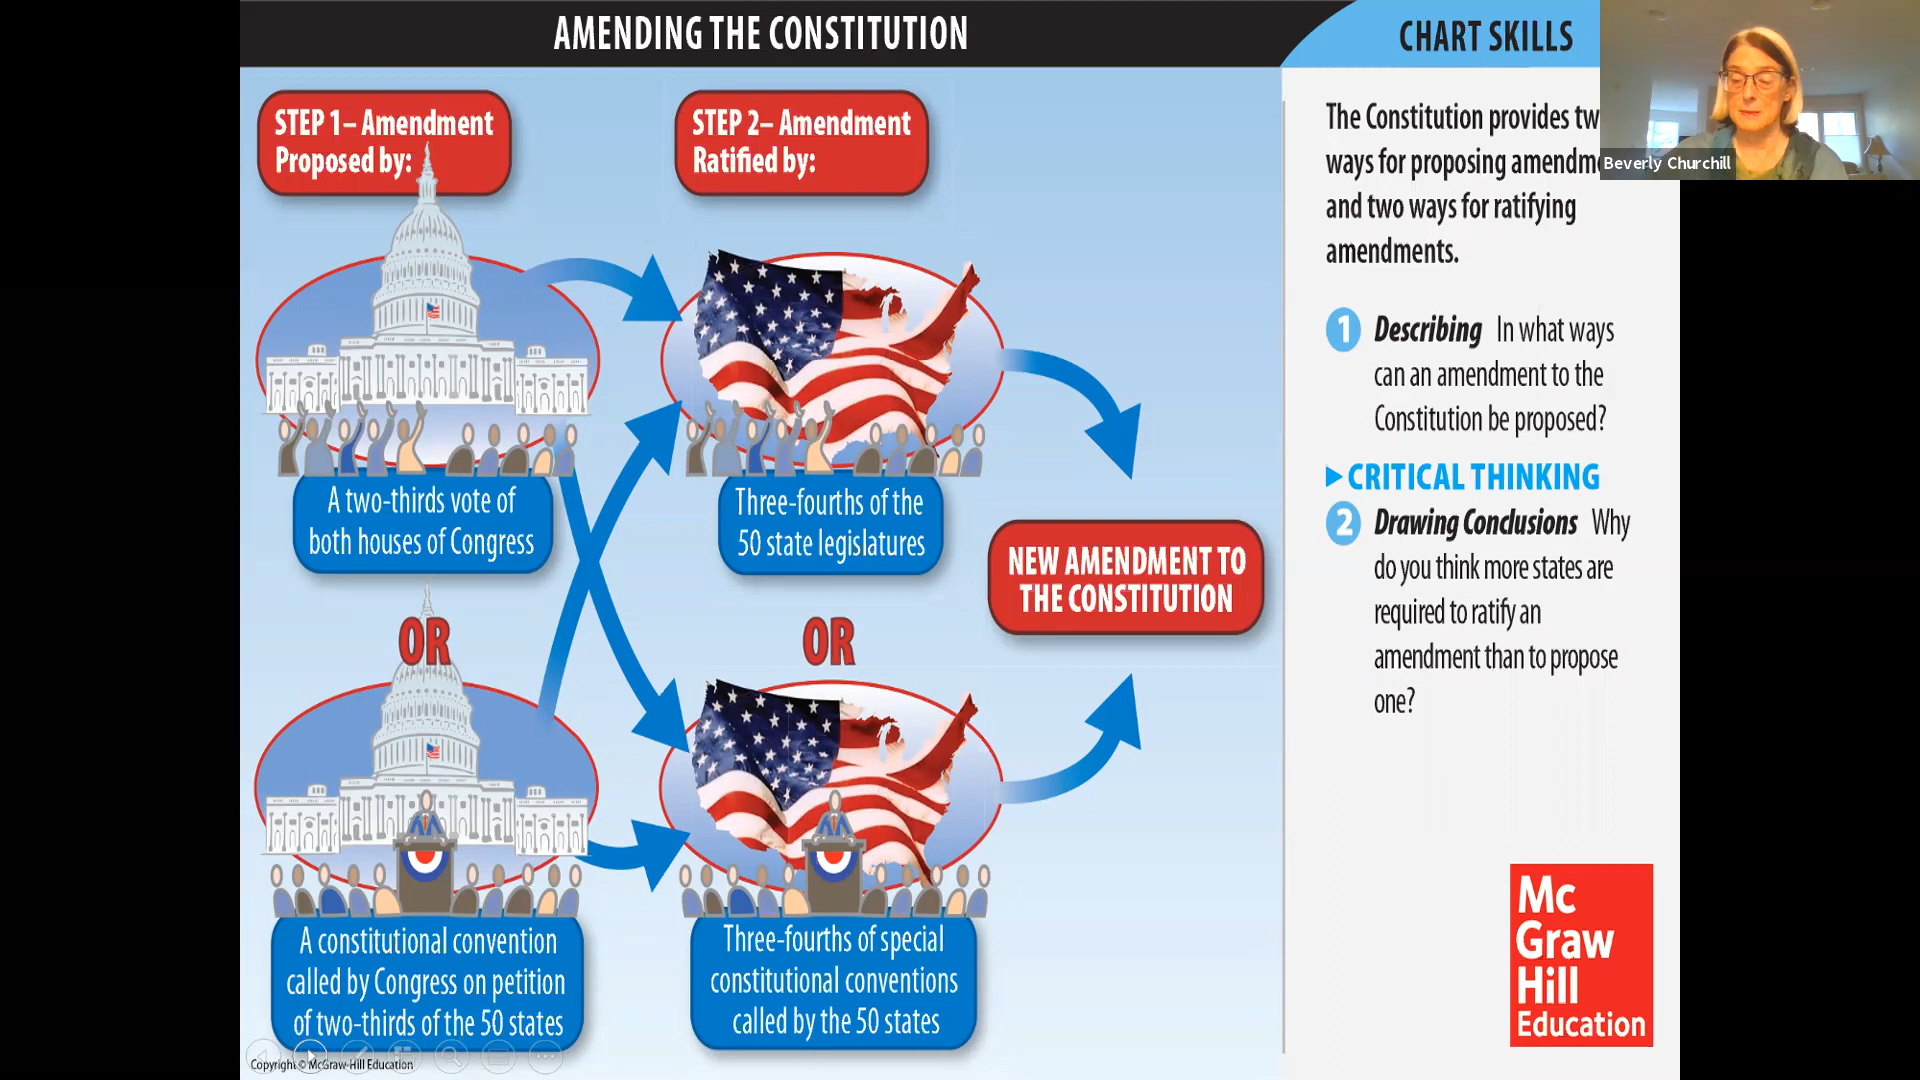 AMENDING THE CONSTITUTION
CHART SKILLS
STEP 1– Amendment
Proposed by:
STEP 2– Amendment
Ratified by:
A two-thirds vote of
both houses of Congress
OR
A constitutional convention
called by Congress on petition
of two-thirds of the 50 states
Three-fourths of the
50 state legislatures
OR
Three-fourths of special
constitutional conventions
called by the 50 states
NEW AMENDMENT TO
THE CONSTITUTION
The Constitution provides tw
ways for proposing amendm
and two ways for ratifying
amendments.
1 Describing In what ways
can an amendment to the
Constitution be proposed?
CRITICAL THINKING
2 Drawing Conclusions Why
do you think more states are
required to ratify an
amendment than to propose
one?
Beverly Churchill
Mc
Graw
Hill
Education
Copyright © McGraw-Hill Education